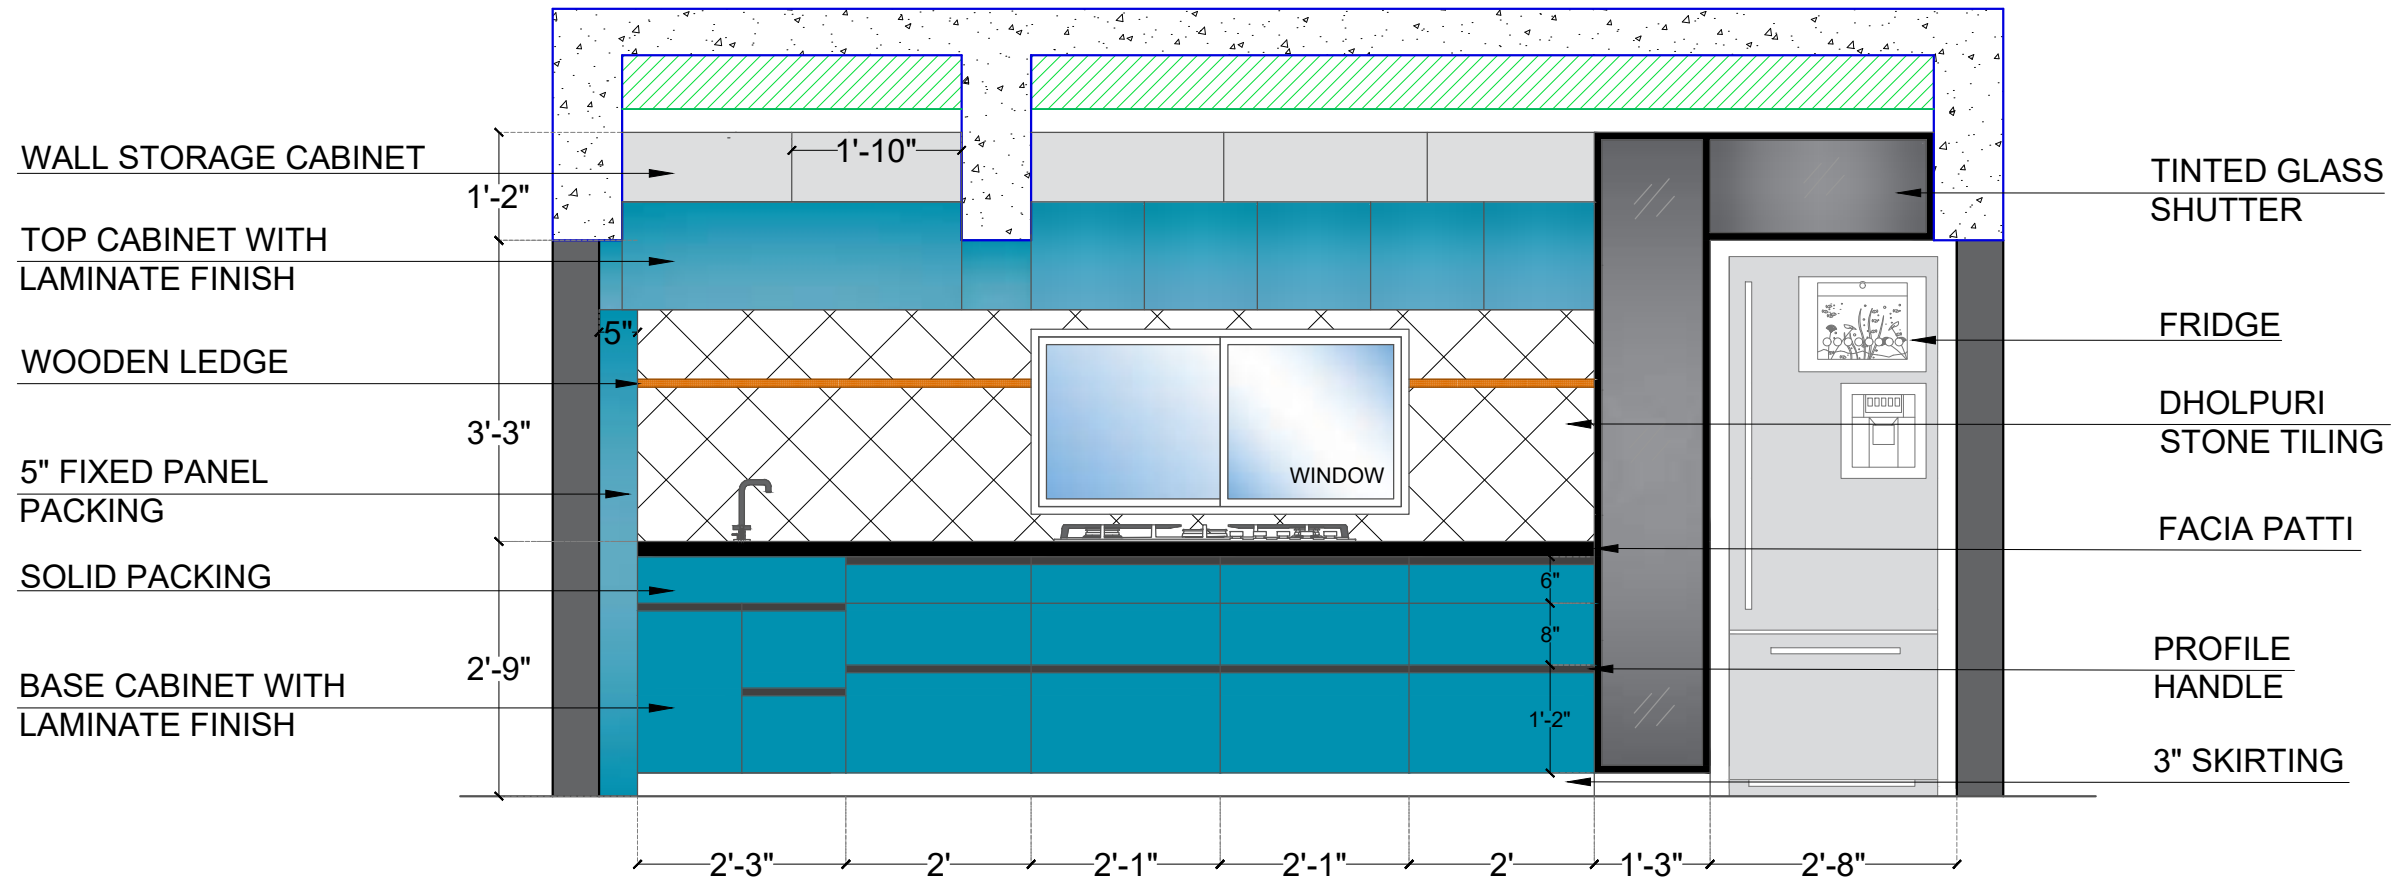 WALL STORAGE CABINET
1'-2"
1'-10"
TOP CABINET WITH
LAMINATE FINISH
5"
WOODEN LEDGE
3'-3"
5" FIXED PANEL
PACKING
SOLID PACKING
2'-9"
BASE CABINET WITH
LAMINATE FINISH
WINDOW
6"
8"
1'-2"
TINTED GLASS
SHUTTER
FRIDGE
DHOLPURI
STONE TILING
FACIA PATTI
PROFILE
HANDLE
3" SKIRTING
2'-3"
2'
2'-1"
2'-1"
2'
1'-3"
2'-8"